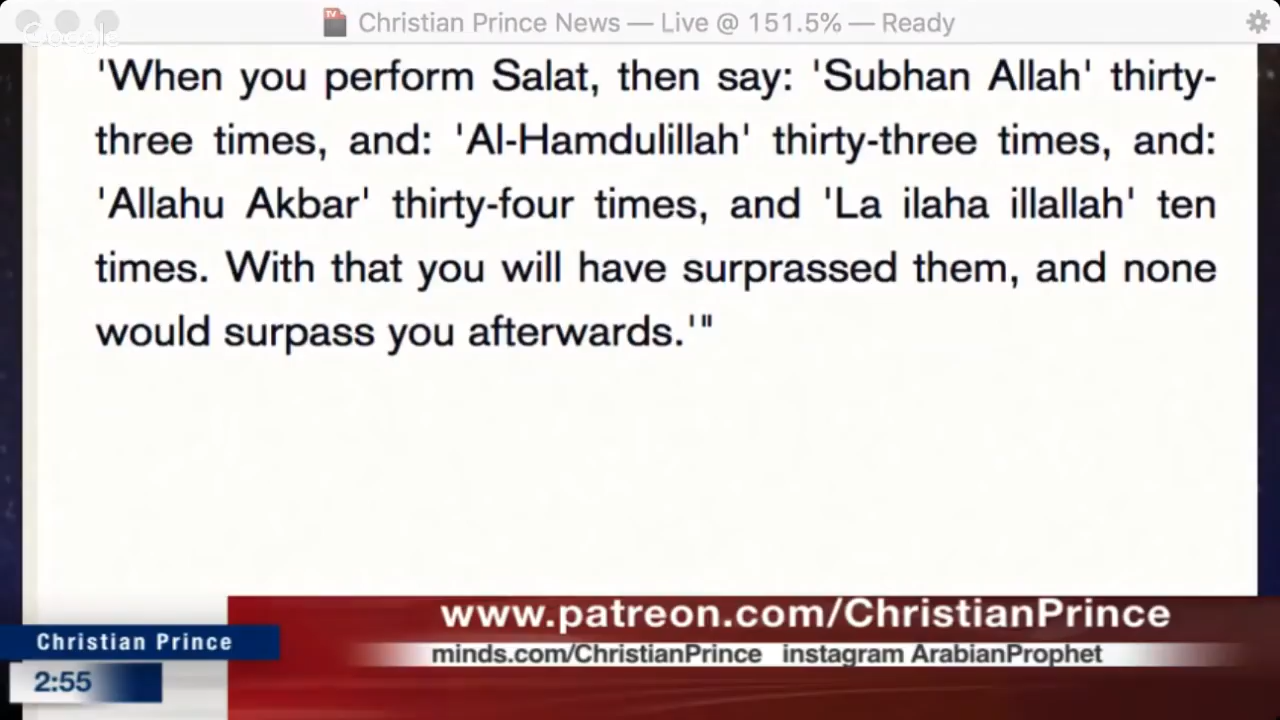 Christian Prince News — Live @ 151.5% — Ready
Google
'When you perform Salat, then say: 'Subhan Allah' thirty-
three times, and: 'Al-Hamdulillah' thirty-three times, and:
'Allahu Akbar' thirty-four times, and 'La ilaha illallah' ten
times. With that you will have surprassed them, and none
would surpass you afterwards.'"
www.patreon.com/ChristianPrince
Christian Prince
minds.com/ChristianPrince instagram ArabianProphet
2:55